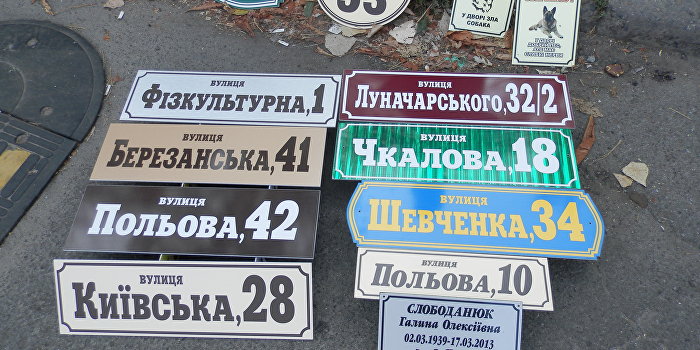 33
У ДВОРІ ЗЛА
СОБАКА
ВУЛИЦЯ
ФІЗКУЛЬТУРНА,1
ВУЛИЦЯ
БЕРЕЗАНСЬКА,41
ВУЛИЦЯ
ПОЛЬОВА,42
ВУЛИЦЯ
КИЇВСЬКА,28
ВУЛИЦЯ
ЛУНАЧАРСЬКОГО,32/2
ВУЛИЦЯ
ЧКАЛОВА,18
ВУЛИЦЯ
ШЕВЧЕНКА,34
ВУЛИЦЯ
ПОЛЬОВА,10
СЛОБОДАНЮК
Галина Олексіївна
02.03.1939-17.03.2013